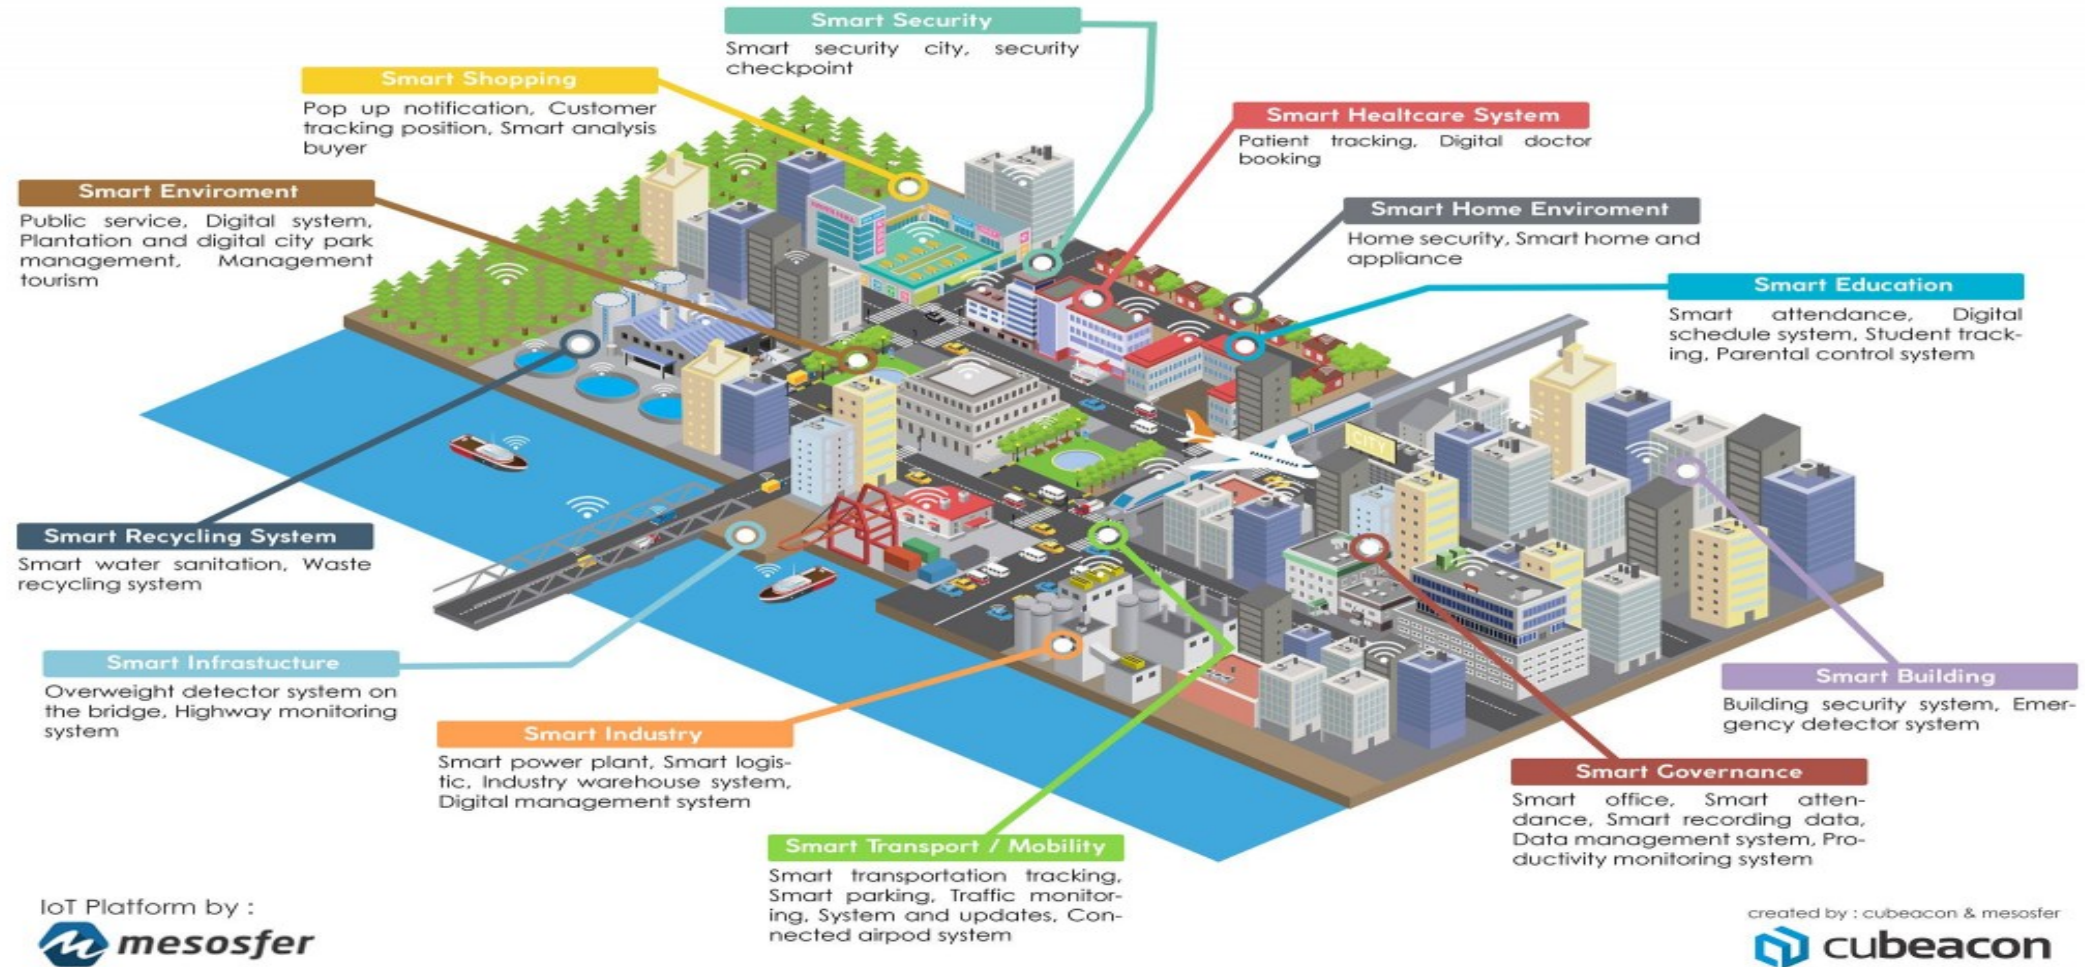 Smart Security
Smart security city, security
checkpoint
Smart Shopping
Pop up notification, Customer
tracking position, Smart analysis
buyer
Smart Healtcare System
Patient tracking, Digital doctor
booking
Smart Enviroment
Public service, Digital system,
Plantation and digital city park
management, Management
tourism
Smart Home Enviroment
Home security, Smart home and
appliance
Smart Education
Smart attendance, Digital
schedule system, Student track-
ing, Parental control system
CITY
Smart Recycling System
Smart water sanitation, Waste
recycling system
Smart Infrastucture
Overweight detector system on
the bridge, Highway monitoring
system
Smart Building
Building security system, Emer-
gency detector system
Smart Industry
Smart power plant, Smart logis-
tic, Industry warehouse system,
Digital management system
Smart Governance
Smart office, Smart atten-
dance, Smart recording data,
Data management system, Pro-
ductivity monitoring system
Smart Transport / Mobility
Smart transportation tracking,
Smart parking, Traffic monitor-
ing, System and updates, Con-
nected airpod system
IoT Platform by :
mesosfer
created by : cubeacon & mesosfer
cubeacon